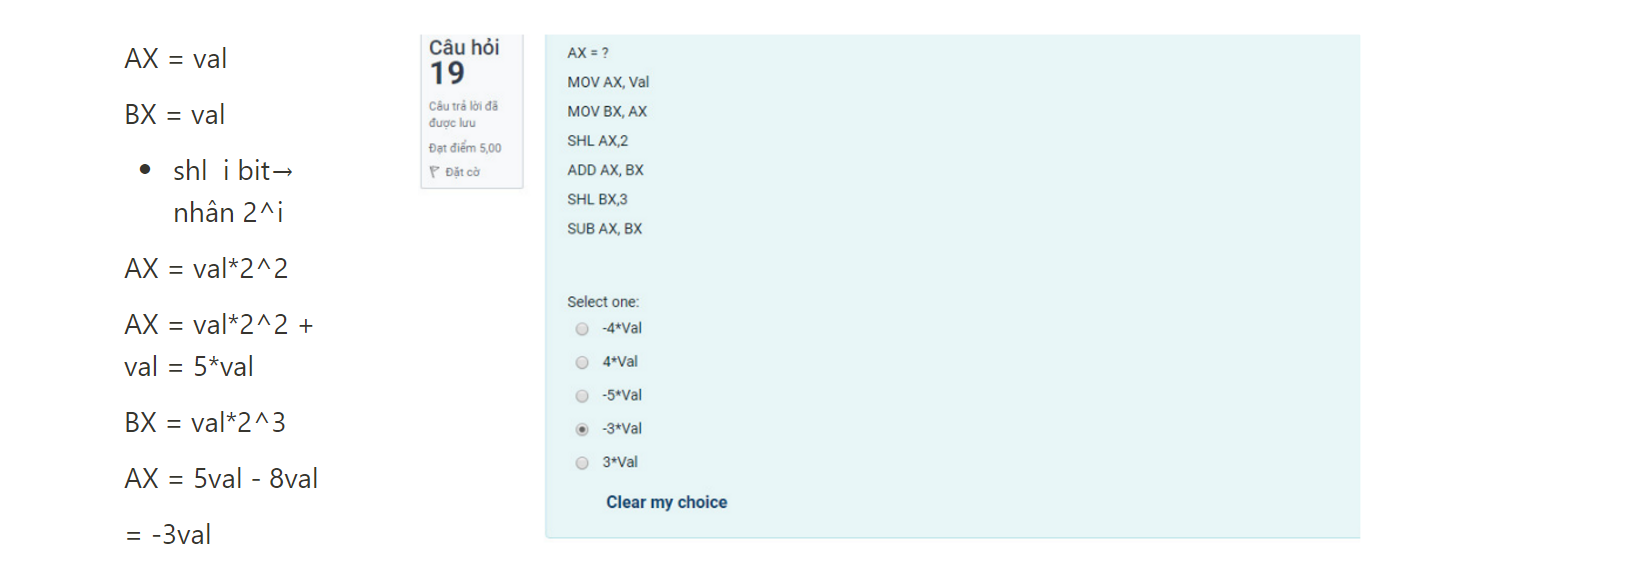 AX = val
BX = val
• shl  i bit→
nhân 2^i
AX = val*2^2
AX = val*2^2 +
val = 5*val
BX = val*2^3
AX = 5val - 8val
= -3val
Câu hỏi
19
Câu trả lời đã
được lưu
Đạt điểm 5,00
Đặt cờ
AX = ?
MOV AX, Val
MOV BX, AX
SHL AX,2
ADD AX, BX
SHL BX,3
SUB AX, BX
Select one:
-4*Val
4*Val
-5*Val
-3*Val
3*Val
Clear my choice